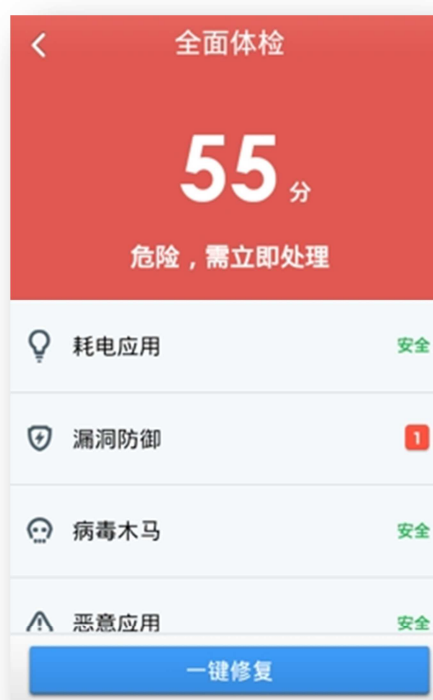 全面体检
55分
危险，需立即处理
耗电应用 安全
漏洞防御 1
病毒木马 安全
恶意应用 安全
一键修复